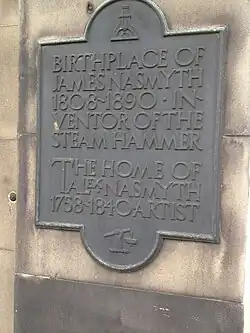 BIRTHPLACE OF
JAMES NASMYTH
1808~1890 · IN-
VENTOR OF THE
STEAM HAMMER
THE HOME OF
ALEX NASMYTH
1758~1840 ARTIST